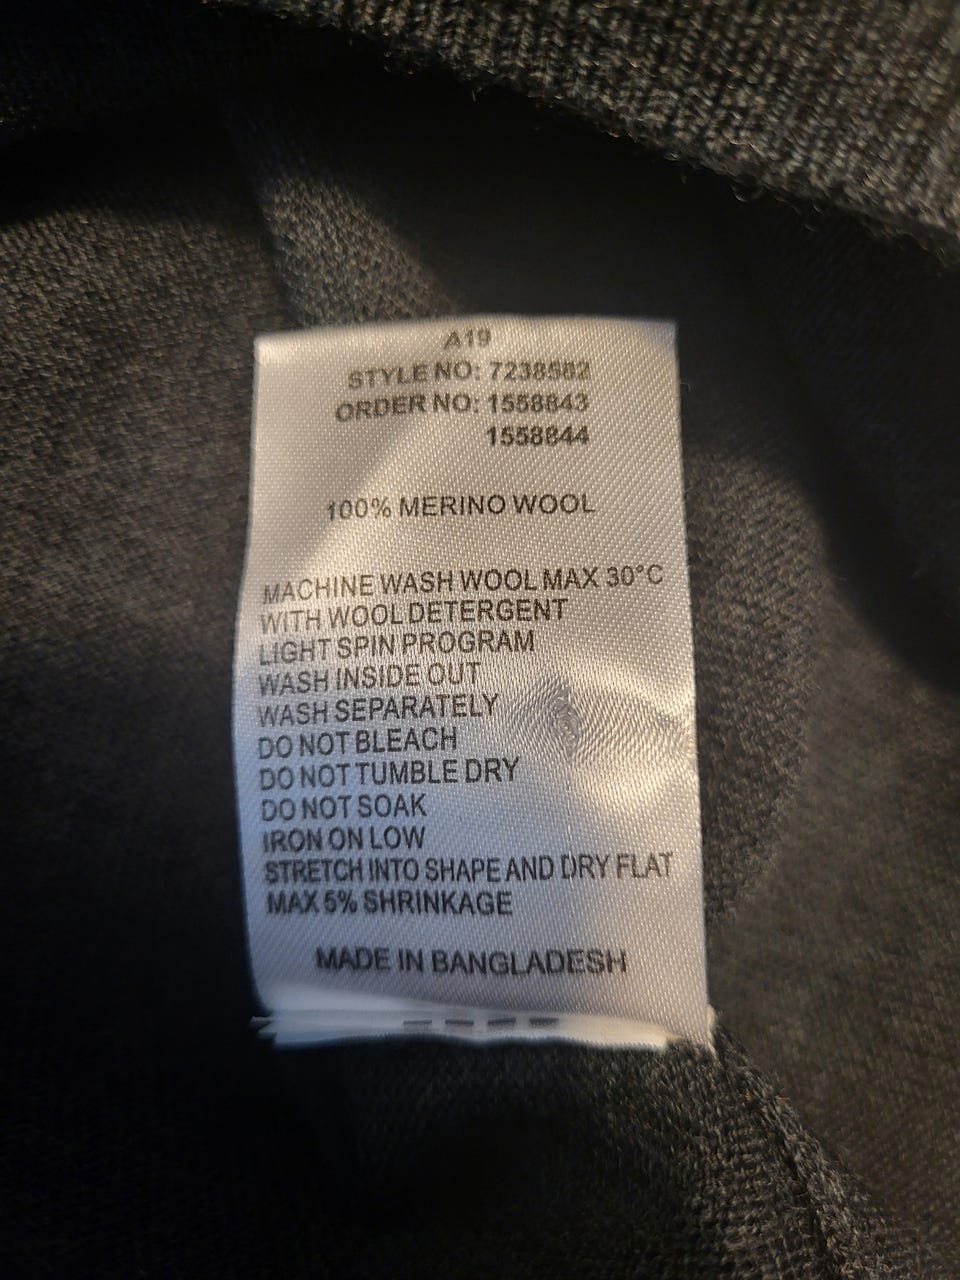 A19
STYLE NO: 7238582
ORDER NO: 1558843
1558844
100% MERINO WOOL
MACHINE WASH WOOL MAX 30°C
WITH WOOL DETERGENT
LIGHT SPIN PROGRAM
WASH INSIDE OUT
WASH SEPARATELY
DO NOT BLEACH
DO NOT TUMBLE DRY
DO NOT SOAK
IRON ON LOW
STRETCH INTO SHAPE AND DRY FLAT
MAX 5% SHRINKAGE
MADE IN BANGLADESH